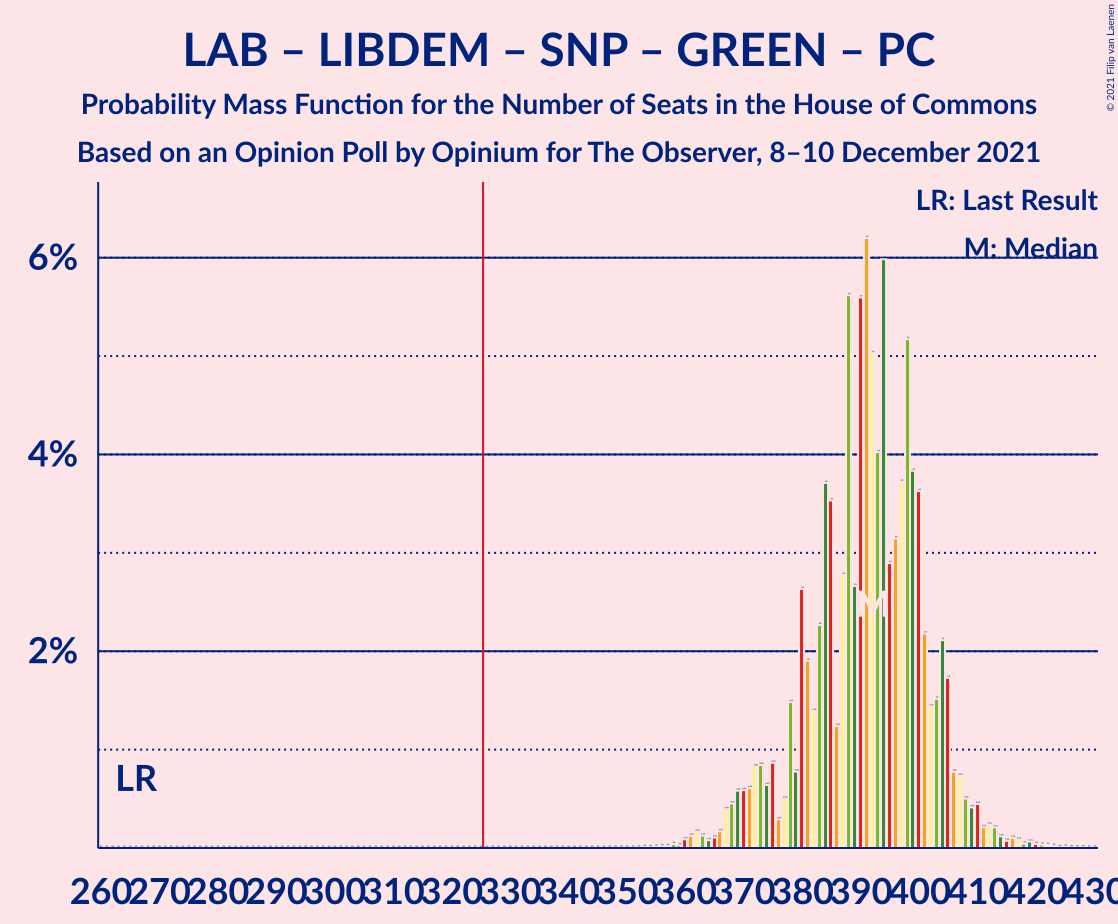 LAB – LIBDEM – SNP – GREEN – PC
Probability Mass Function for the Number of Seats in the House of Commons
Based on an Opinion Poll by Opinium for The Observer, 8–10 December 2021
© 2021 Filip van Laenen
LR: Last Result
M: Median
6%
4%
2%
LR
M
260 270 280 290 300 310 320 330 340 350 360 370 380 390 400 410 420 430